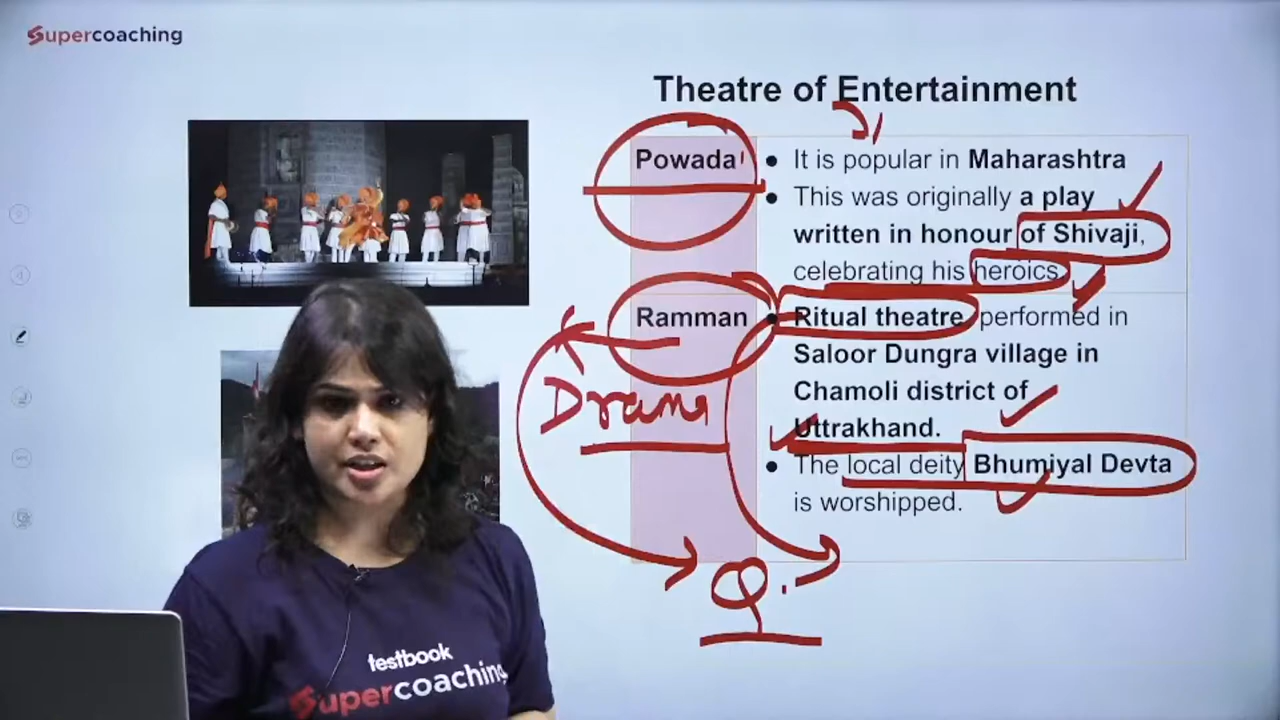 Supercoaching
Theatre of Entertainment
Powada
• It is popular in Maharashtra
• This was originally a play
written in honour of Shivaji,
celebrating his heroics
Ramman
• Ritual theatre performed in
Saloor Dungra village in
Chamoli district of
Uttrakhand.
• The local deity Bhumiyal Devta
is worshipped.
Drama
Q.
testbook
Supercoaching